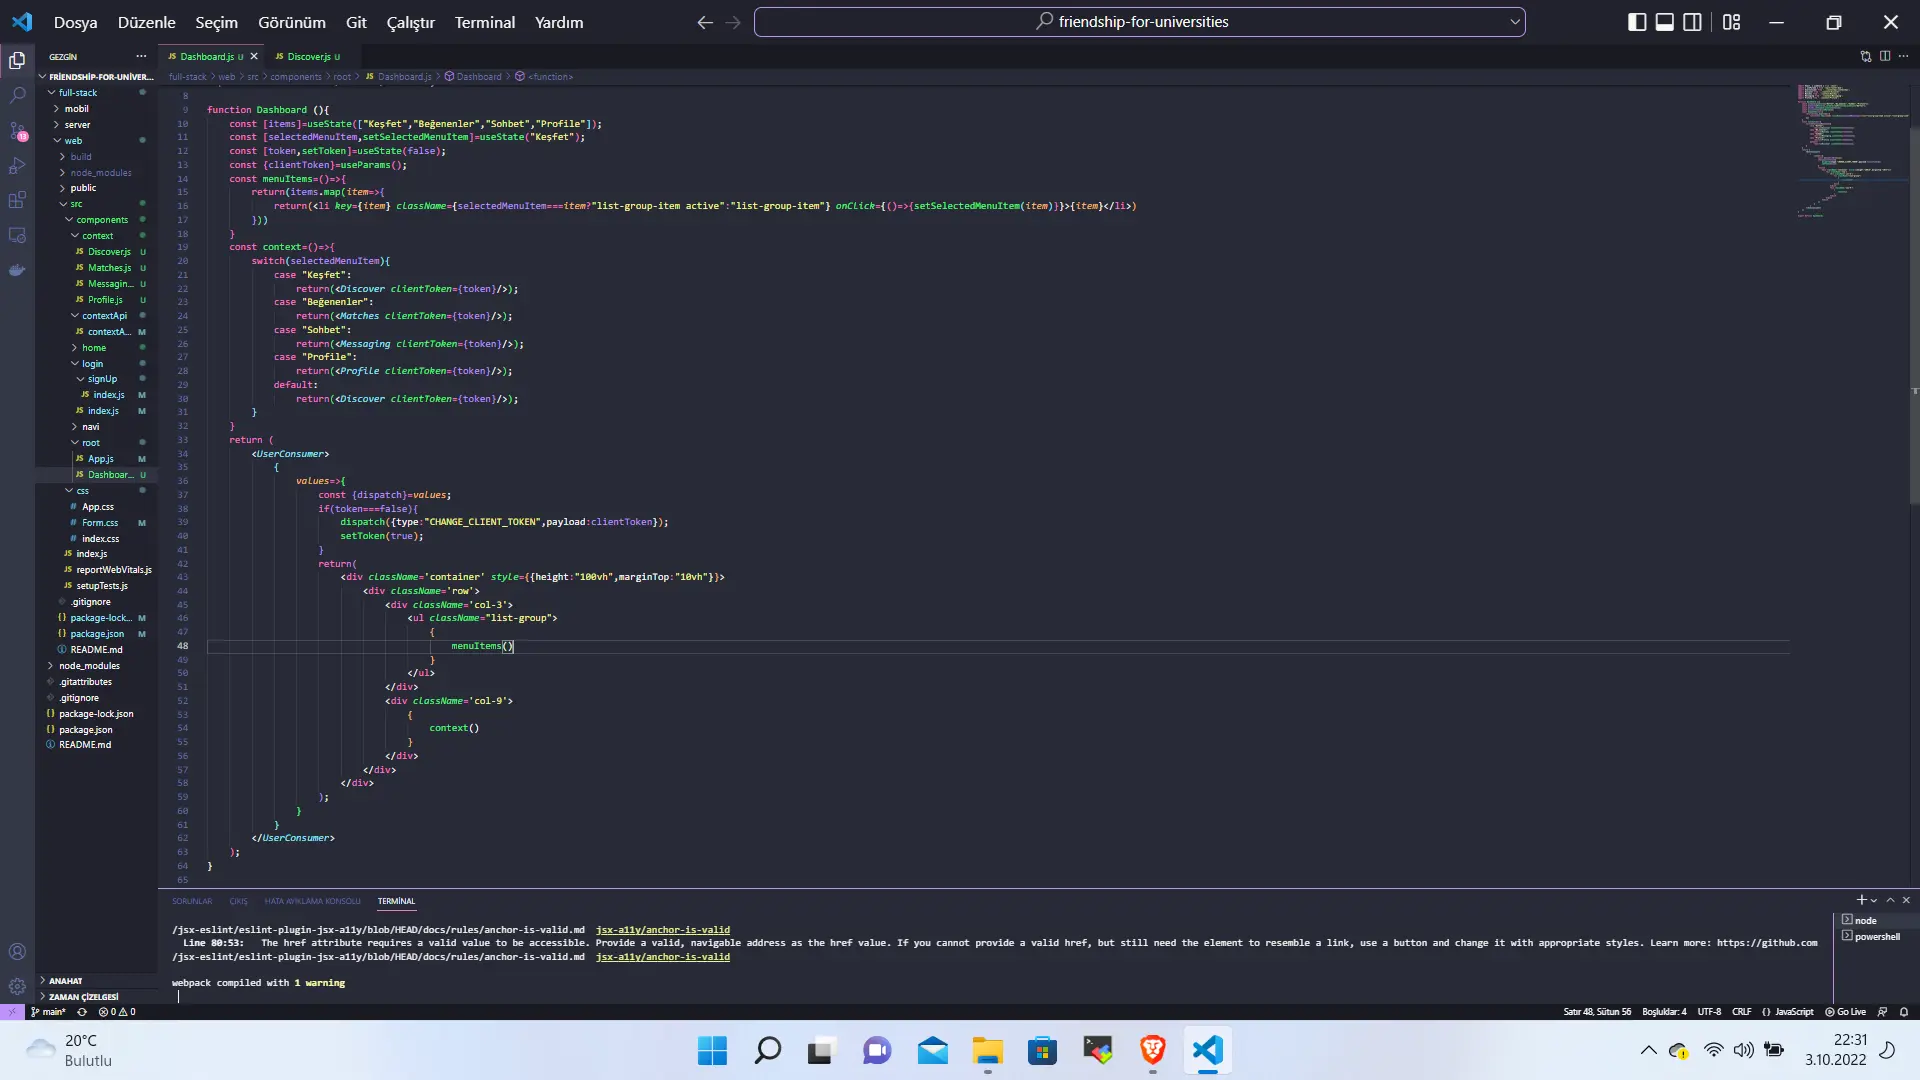 Dosya Düzenle Seçim Görünüm Git Çalıştır Terminal Yardım
friendship-for-universities
GEZGİN
FRİENDSHİP-FOR-UNİVER...
full-stack
mobil
server
web
build
node_modules
public
src
components
context
Discover.js U
Matches.js U
Messagin... U
Profile.js U
contextApi
contextA... M
home
login
signUp
index.js M
index.js M
navi
root
App.js M
Dashboar... U
css
App.css
Form.css M
index.css
index.js
reportWebVitals.js
setupTests.js
.gitignore
package-lock... M
package.json M
README.md
node_modules
.gitattributes
.gitignore
package-lock.json
package.json
README.md
ANAHAT
ZAMAN ÇİZELGESİ
JS Dashboard.js U JS Discover.js U
full-stack > web > src > components > root > JS Dashboard.js > Dashboard > <function>
8
9 function Dashboard (){
10 const [items]=useState(["Keşfet","Beğenenler","Sohbet","Profile"]);
11 const [selectedMenuItem,setSelectedMenuItem]=useState("Keşfet");
12 const [token,setToken]=useState(false);
13 const {clientToken}=useParams();
14 const menuItems=()=>{
15 return(items.map(item=>{
16 return(<li key={item} className={selectedMenuItem===item?"list-group-item active":"list-group-item"} onClick={()=>{setSelectedMenuItem(item)}}>{item}</li>)
17 }))
18 }
19 const context=()=>{
20 switch(selectedMenuItem){
21 case "Keşfet":
22 return(<Discover clientToken={token}/>);
23 case "Beğenenler":
24 return(<Matches clientToken={token}/>);
25 case "Sohbet":
26 return(<Messaging clientToken={token}/>);
27 case "Profile":
28 return(<Profile clientToken={token}/>);
29 default:
30 return(<Discover clientToken={token}/>);
31 }
32 }
33 return (
34 <UserConsumer>
35 {
36 values=>{
37 const {dispatch}=values;
38 if(token===false){
39 dispatch({type:"CHANGE_CLIENT_TOKEN",payload:clientToken});
40 setToken(true);
41 }
42 return(
43 <div className='container' style={{height:"100vh",marginTop:"10vh"}}>
44 <div className='row'>
45 <div className='col-3'>
46 <ul className="list-group">
47 {
48 menuItems()
49 }
50 </ul>
51 </div>
52 <div className='col-9'>
53 {
54 context()
55 }
56 </div>
57 </div>
58 </div>
59 );
60 }
61 }
62 </UserConsumer>
63 );
64 }
65
SORUNLAR ÇIKIŞ HATA AYIKLAMA KONSOLU TERMİNAL
/jsx-eslint/eslint-plugin-jsx-a11y/blob/HEAD/docs/rules/anchor-is-valid.md jsx-a11y/anchor-is-valid
Line 80:53: The href attribute requires a valid value to be accessible. Provide a valid, navigable address as the href value. If you cannot provide a valid href, but still need the element to resemble a link, use a button and change it with appropriate styles. Learn more: https://github.com
/jsx-eslint/eslint-plugin-jsx-a11y/blob/HEAD/docs/rules/anchor-is-valid.md jsx-a11y/anchor-is-valid
webpack compiled with 1 warning
node
powershell
main* 0 0
Satır 48, Sütun 56 Boşluklar: 4 UTF-8 CRLF {} JavaScript Go Live
20°C
Bulutlu
22:31
3.10.2022